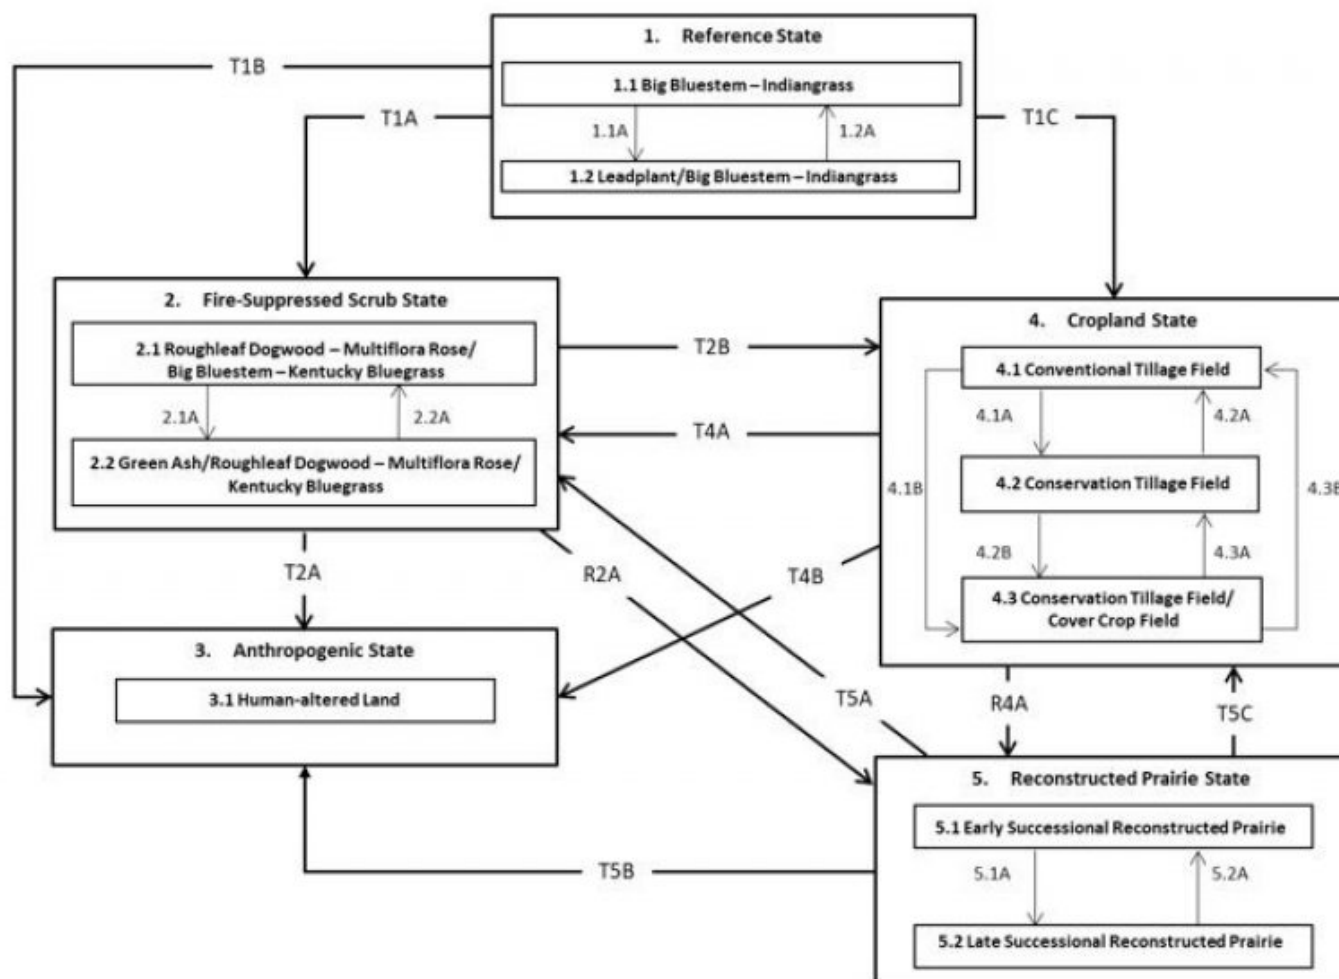 1. Reference State
T1B
1.1 Big Bluestem – Indiangrass
T1A
1.1A
1.2A
T1C
1.2 Leadplant/Big Bluestem – Indiangrass
2. Fire-Suppressed Scrub State
2.1 Roughleaf Dogwood – Multiflora Rose/
Big Bluestem – Kentucky Bluegrass
2.1A
2.2A
2.2 Green Ash/Roughleaf Dogwood – Multiflora Rose/
Kentucky Bluegrass
T2B
T4A
4. Cropland State
4.1 Conventional Tillage Field
4.1A
4.2A
4.2 Conservation Tillage Field
4.1B
4.3B
4.2B
4.3A
4.3 Conservation Tillage Field/
Cover Crop Field
T2A
R2A
T4B
3. Anthropogenic State
3.1 Human-altered Land
T5A
R4A
T5C
5. Reconstructed Prairie State
5.1 Early Successional Reconstructed Prairie
5.1A
5.2A
T5B
5.2 Late Successional Reconstructed Prairie